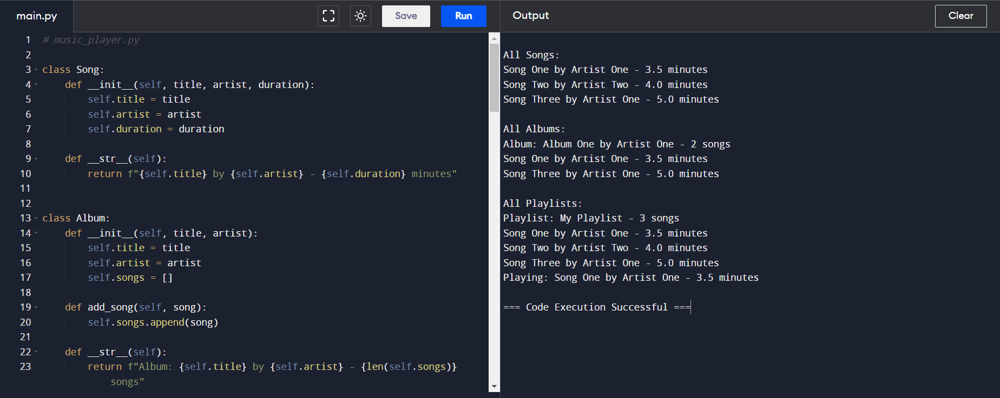 main.py
Save
Run
1 # music_player.py
2
3 class Song:
4     def __init__(self, title, artist, duration):
5         self.title = title
6         self.artist = artist
7         self.duration = duration
8
9     def __str__(self):
10         return f"{self.title} by {self.artist} - {self.duration} minutes"
11
12
13 class Album:
14     def __init__(self, title, artist):
15         self.title = title
16         self.artist = artist
17         self.songs = []
18
19     def add_song(self, song):
20         self.songs.append(song)
21
22     def __str__(self):
23         return f"Album: {self.title} by {self.artist} - {len(self.songs)}
songs"
Output
Clear
All Songs:
Song One by Artist One - 3.5 minutes
Song Two by Artist Two - 4.0 minutes
Song Three by Artist One - 5.0 minutes
All Albums:
Album: Album One by Artist One - 2 songs
Song One by Artist One - 3.5 minutes
Song Three by Artist One - 5.0 minutes
All Playlists:
Playlist: My Playlist - 3 songs
Song One by Artist One - 3.5 minutes
Song Two by Artist Two - 4.0 minutes
Song Three by Artist One - 5.0 minutes
Playing: Song One by Artist One - 3.5 minutes
=== Code Execution Successful ===